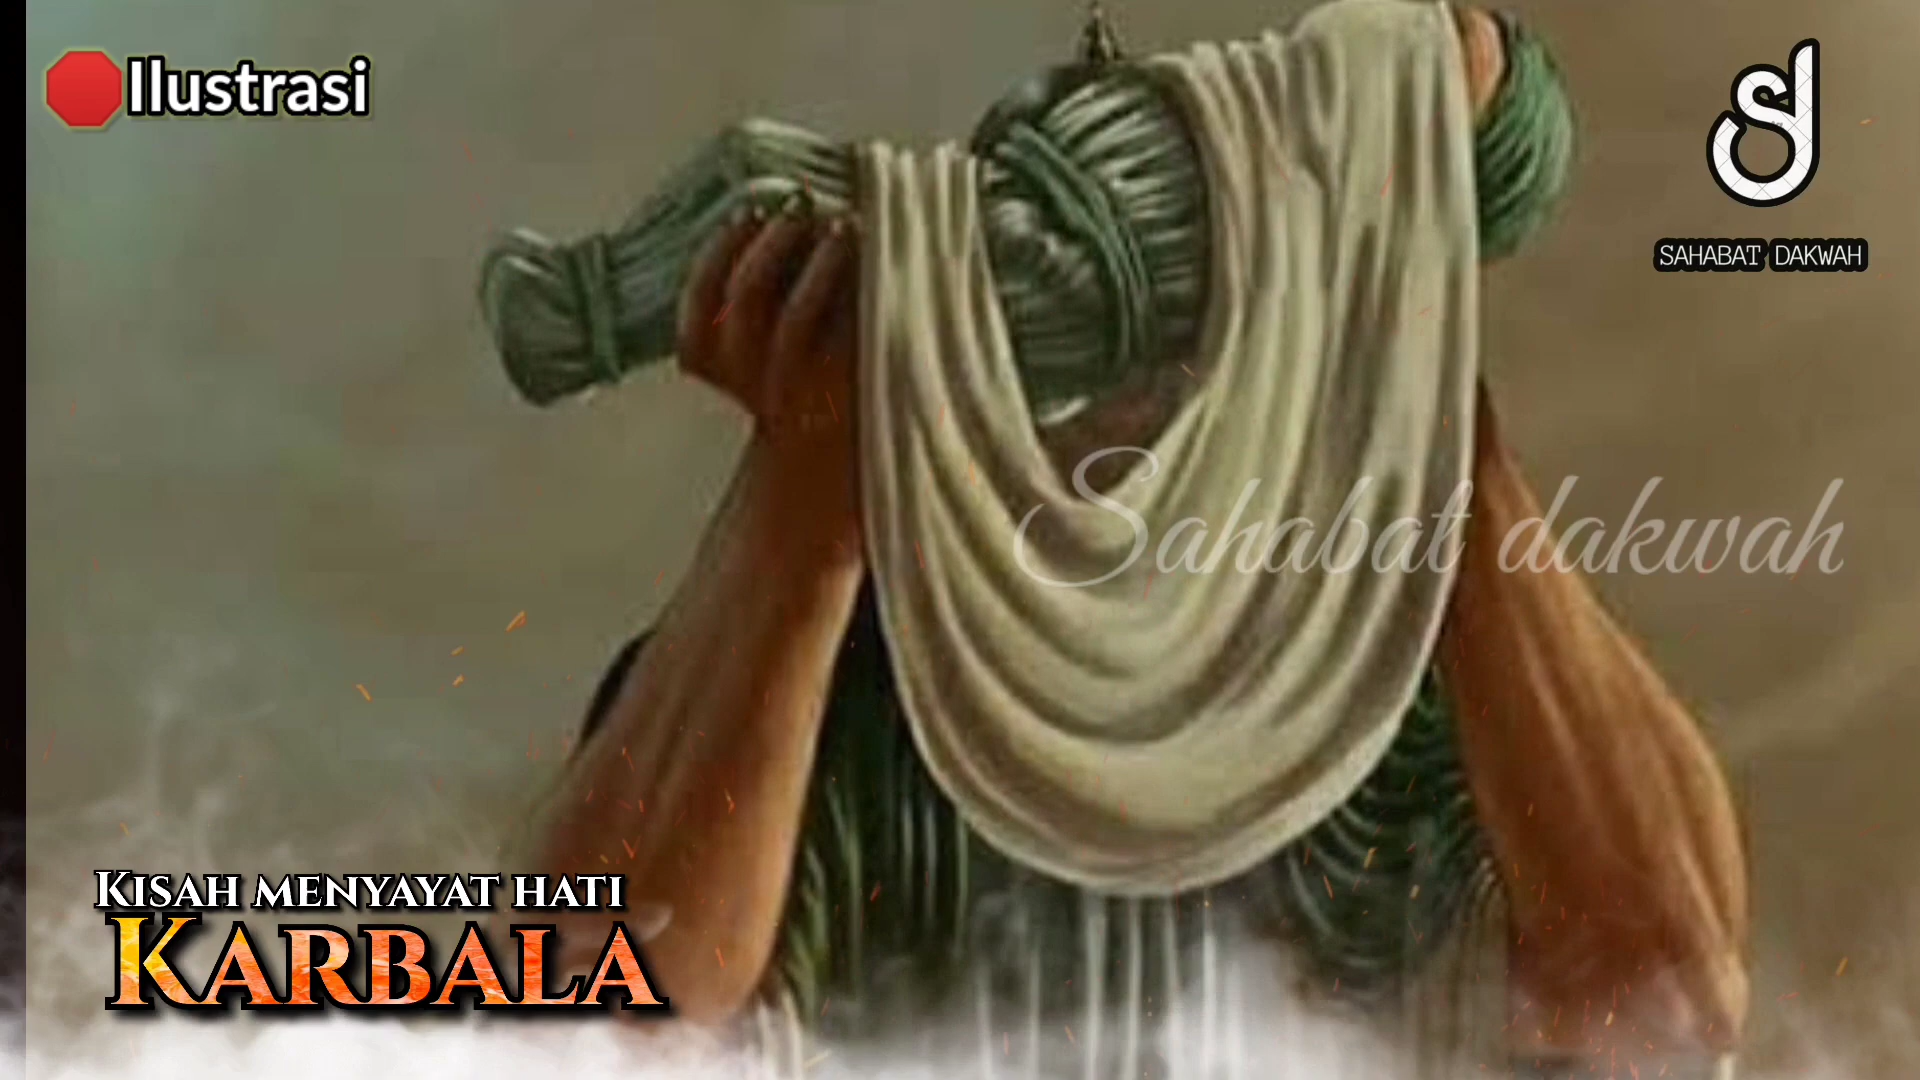 Ilustrasi
SAHABAT DAKWAH
Sahabat dakwah
KISAH MENYAYAT HATI
KARBALA